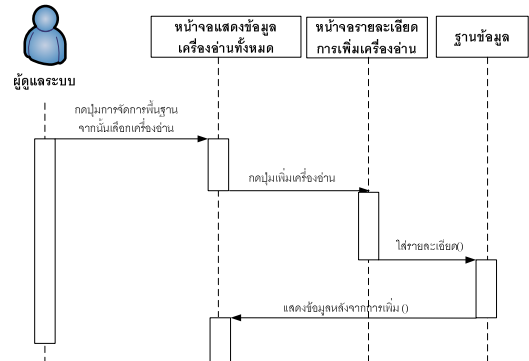 หน้าจอแสดงข้อมูล
เครื่องอ่านทั้งหมด
หน้าจอรายละเอียด
การเพิ่มเครื่องอ่าน
ฐานข้อมูล
ผู้ดูแลระบบ
กดปุ่มการจัดการพื้นฐาน
จากนั้นเลือกเครื่องอ่าน
กดปุ่มเพิ่มเครื่องอ่าน
ใส่รายละเอียด()
แสดงข้อมูลหลังจากการเพิ่ม ()